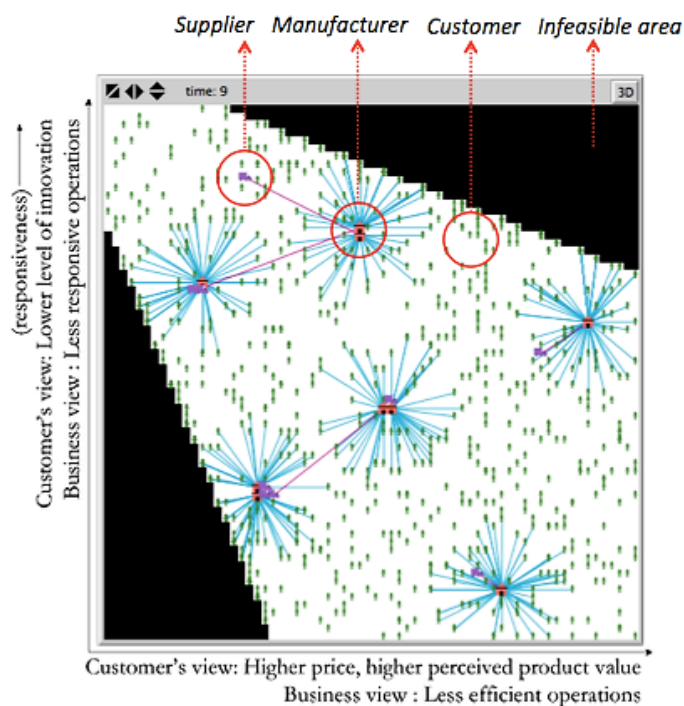 Supplier Manufacturer Customer Infeasible area
time: 9 3D
(responsiveness)
Customer's view: Lower level of innovation
Business view : Less responsive operations
Customer's view: Higher price, higher perceived product value
Business view : Less efficient operations